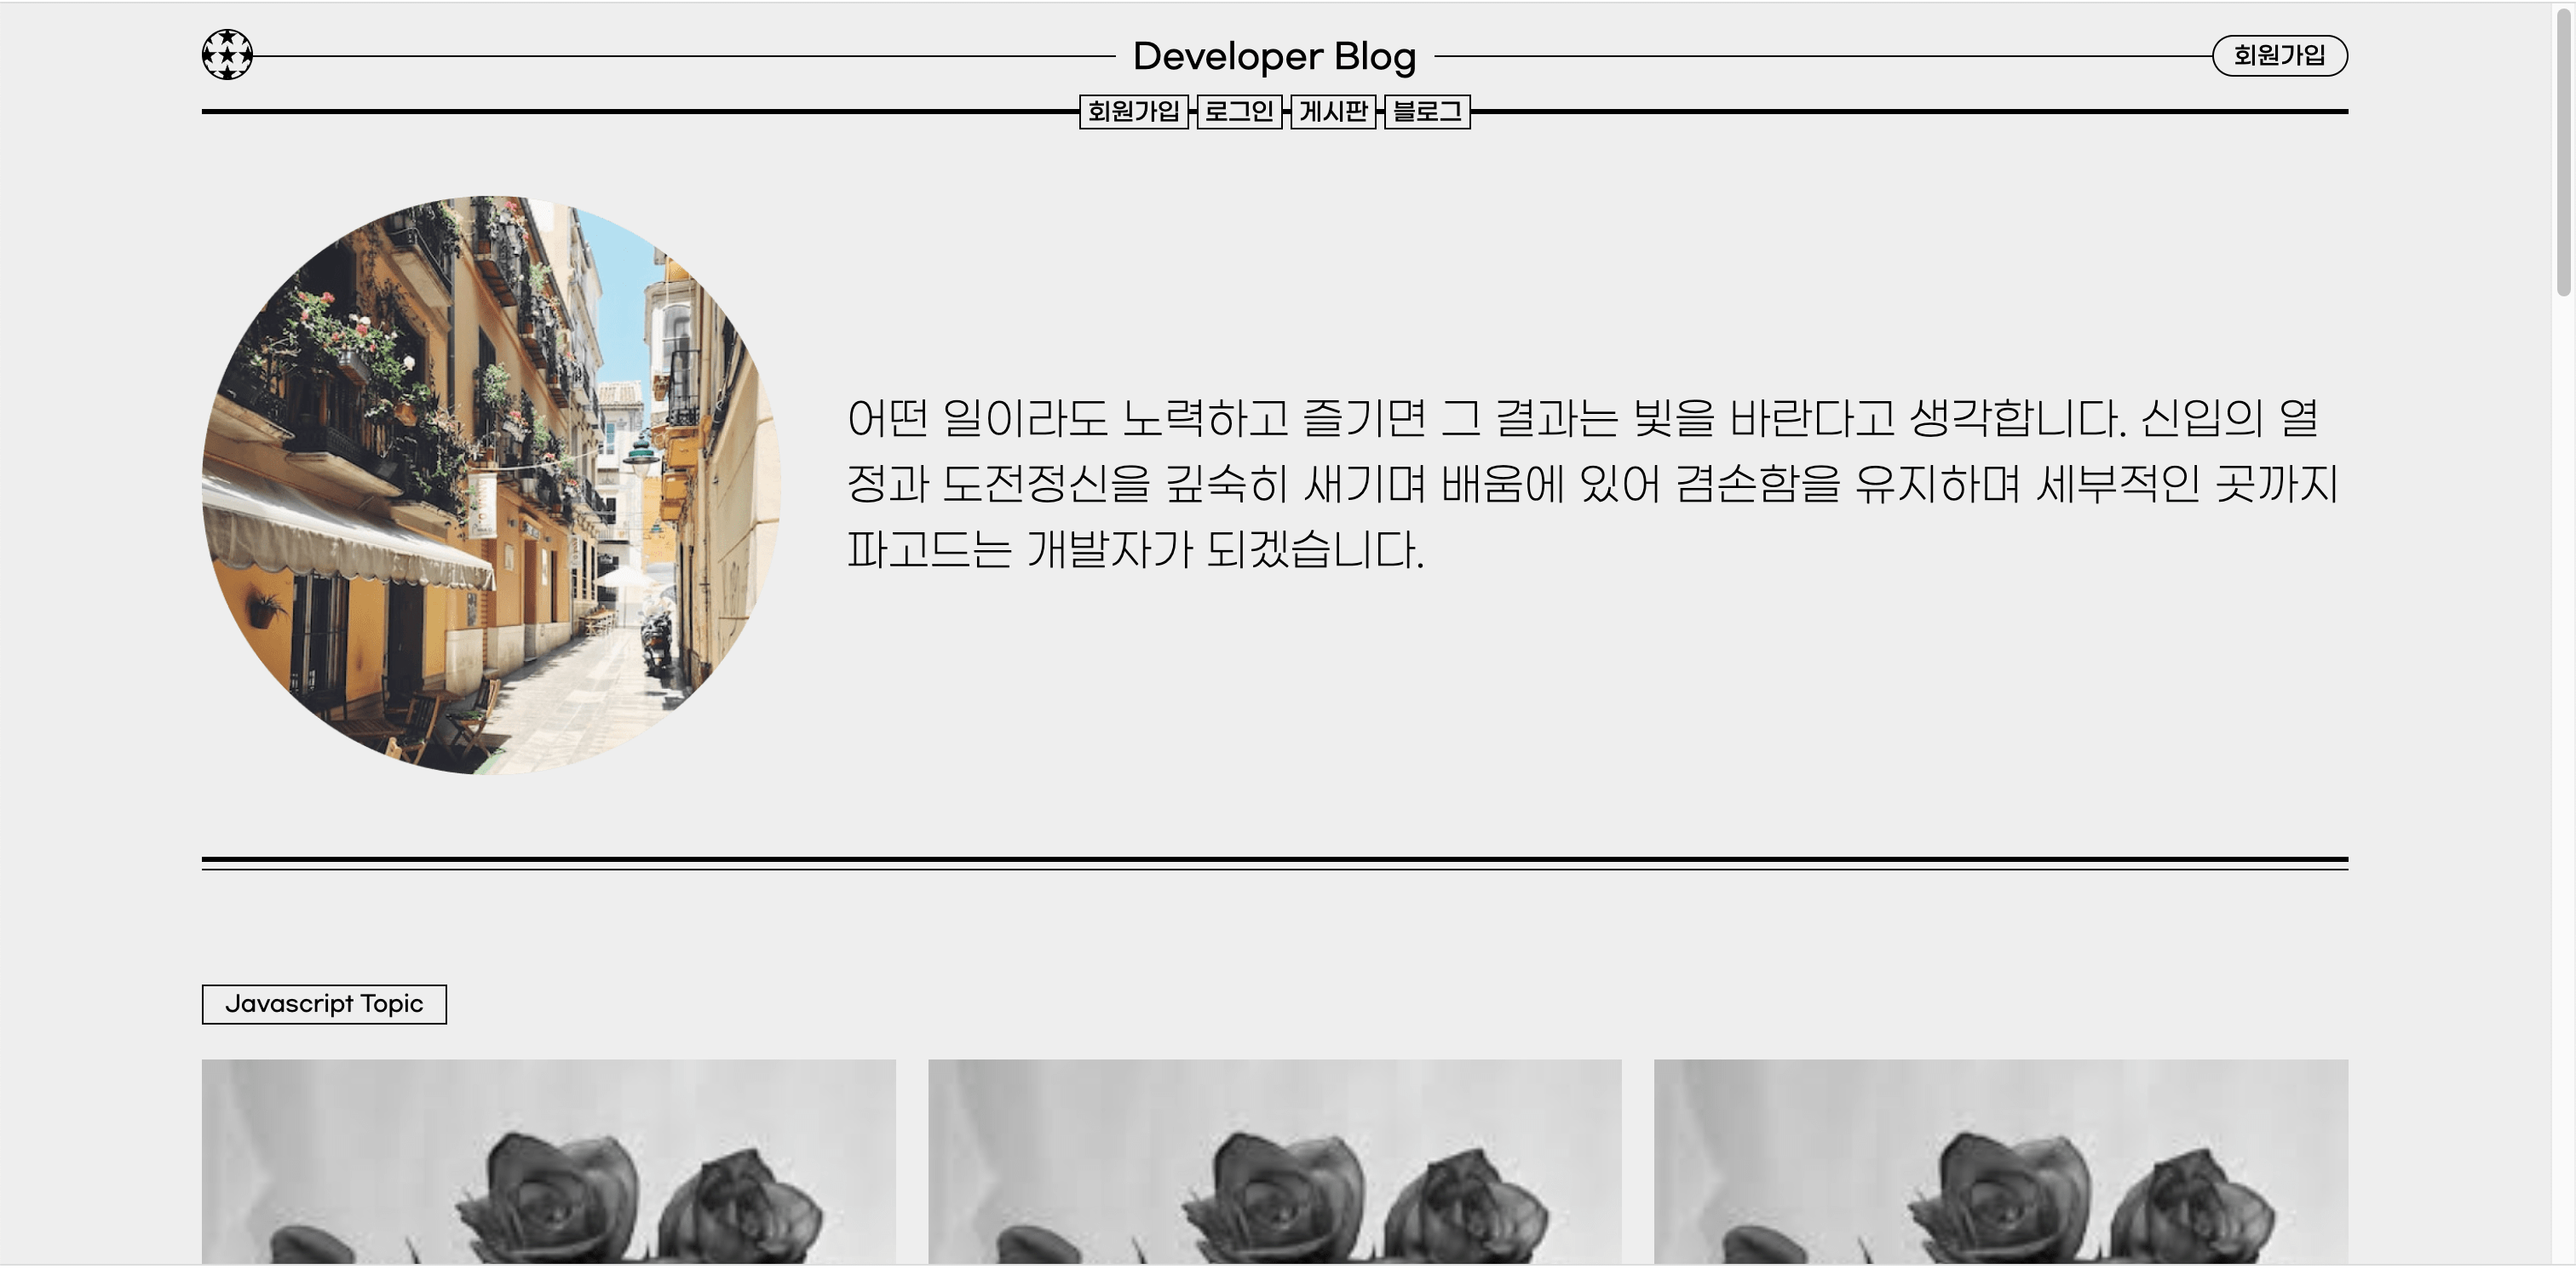 Developer Blog
회원가입
회원가입 로그인 게시판 블로그
어떤 일이라도 노력하고 즐기면 그 결과는 빛을 바란다고 생각합니다. 신입의 열
정과 도전정신을 깊숙히 새기며 배움에 있어 겸손함을 유지하며 세부적인 곳까지
파고드는 개발자가 되겠습니다.
Javascript Topic